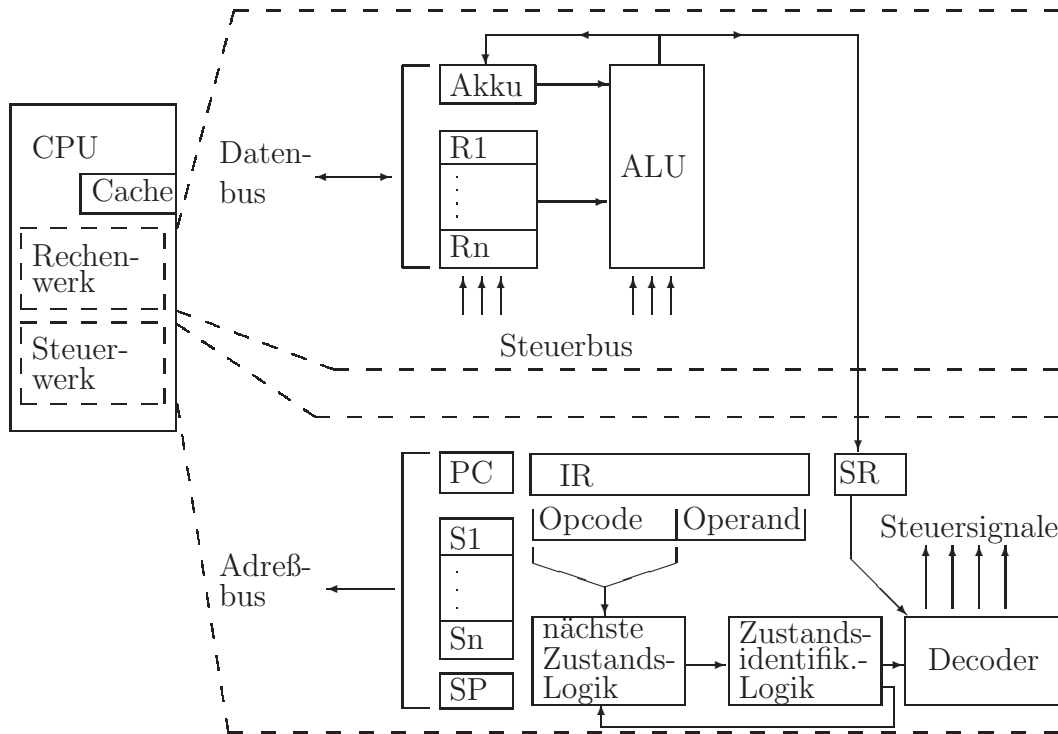 CPU
Cache
Rechen-
werk
Steuer-
werk
Daten-
bus
Akku
R1
Rn
ALU
Steuerbus
Adreß-
bus
PC
S1
Sn
SP
IR
Opcode
Operand
SR
Steuersignale
nächste
Zustands-
Logik
Zustands-
identifik.-
Logik
Decoder